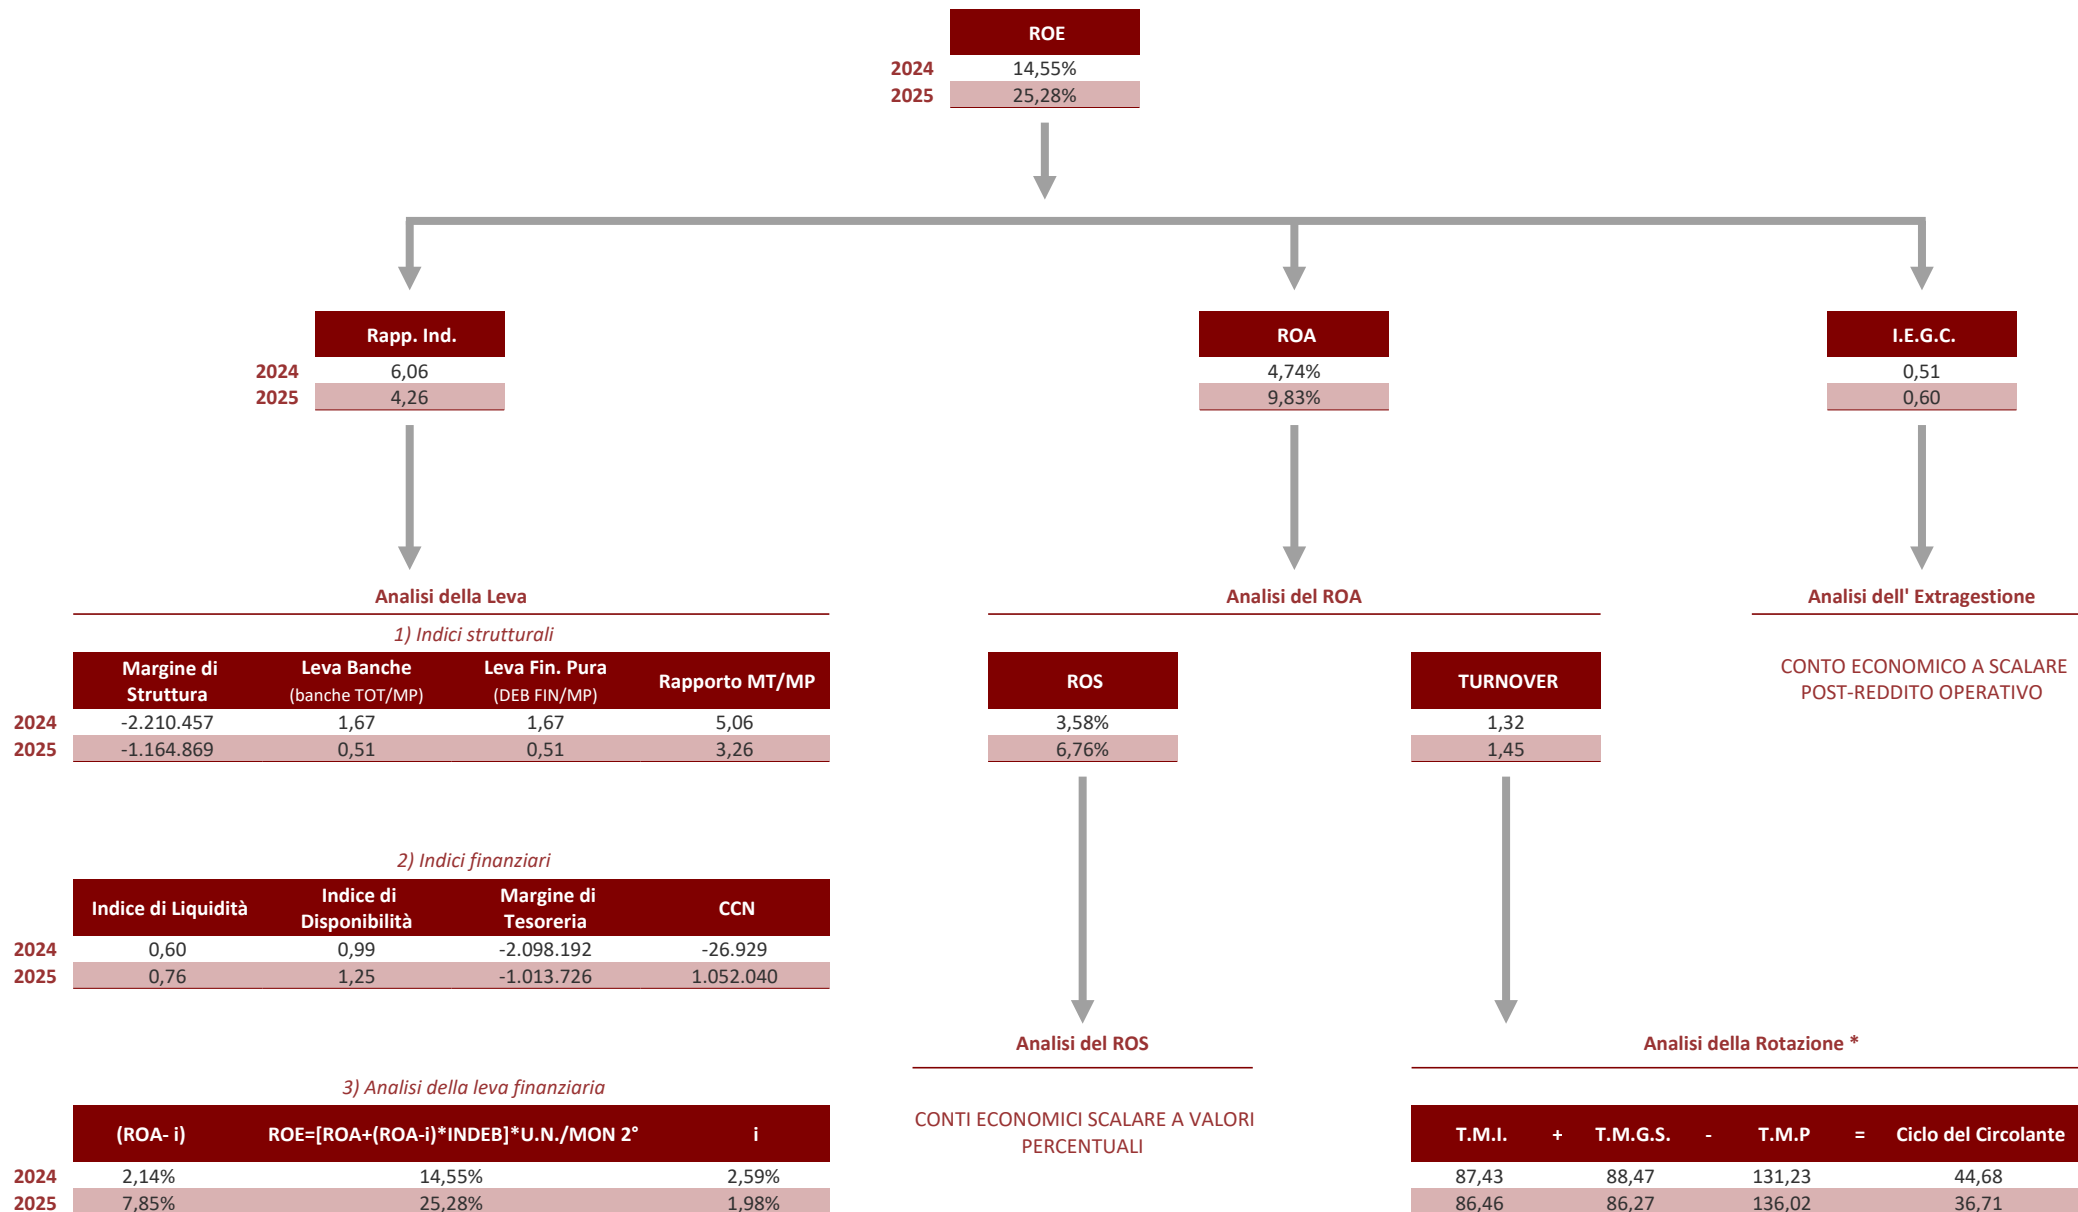 ROE
2024 14,55%
2025 25,28%
Rapp. Ind.
2024 6,06
2025 4,26
ROA
4,74%
9,83%
I.E.G.C.
0,51
0,60
Analisi della Leva
1) Indici strutturali
Margine di Struttura Leva Banche (banche TOT/MP) Leva Fin. Pura (DEB FIN/MP) Rapporto MT/MP
2024 -2.210.457 1,67 1,67 5,06
2025 -1.164.869 0,51 0,51 3,26
2) Indici finanziari
Indice di Liquidità Indice di Disponibilità Margine di Tesoreria CCN
2024 0,60 0,99 -2.098.192 -26.929
2025 0,76 1,25 -1.013.726 1.052.040
3) Analisi della leva finanziaria
(ROA- i) ROE=[ROA+(ROA-i)*INDEB]*U.N./MON 2° i
2024 2,14% 14,55% 2,59%
2025 7,85% 25,28% 1,98%
Analisi del ROA
ROS
3,58%
6,76%
TURNOVER
1,32
1,45
Analisi del ROS
CONTI ECONOMICI SCALARE A VALORI
PERCENTUALI
Analisi della Rotazione *
T.M.I. + T.M.G.S. - T.M.P = Ciclo del Circolante
87,43 88,47 131,23 44,68
86,46 86,27 136,02 36,71
Analisi dell' Extragestione
CONTO ECONOMICO A SCALARE
POST-REDDITO OPERATIVO